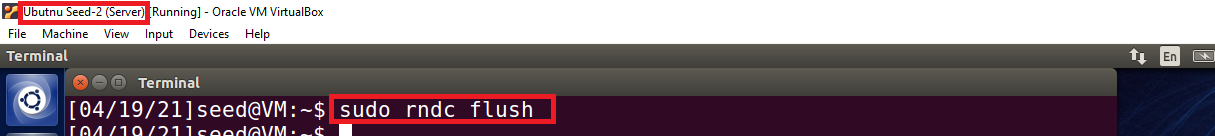 Ubutnu Seed-2 (Server) [Running] - Oracle VM VirtualBox
File Machine View Input Devices Help
Terminal En
Terminal
[04/19/21]seed@VM:~$ sudo rndc flush
[04/19/21]seed@VM:~$